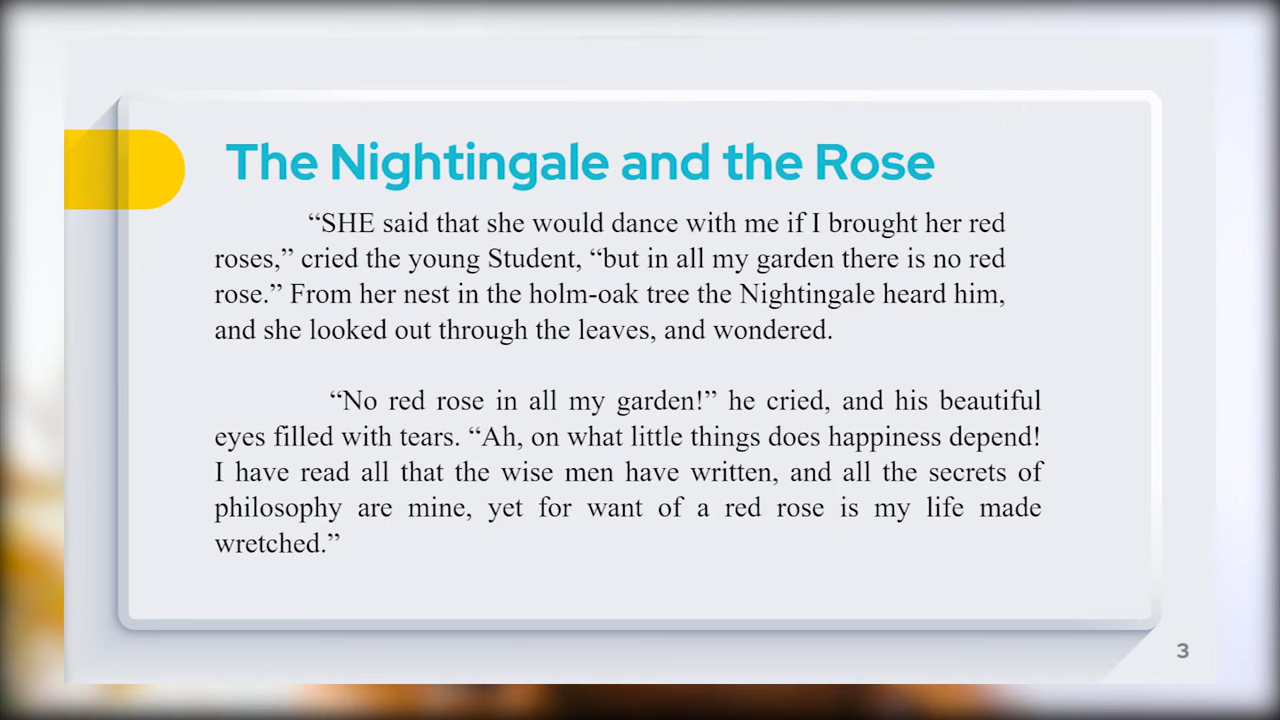 The Nightingale and the Rose
“SHE said that she would dance with me if I brought her red
roses,” cried the young Student, “but in all my garden there is no red
rose.” From her nest in the holm-oak tree the Nightingale heard him,
and she looked out through the leaves, and wondered.
“No red rose in all my garden!” he cried, and his beautiful
eyes filled with tears. “Ah, on what little things does happiness depend!
I have read all that the wise men have written, and all the secrets of
philosophy are mine, yet for want of a red rose is my life made
wretched.”
3